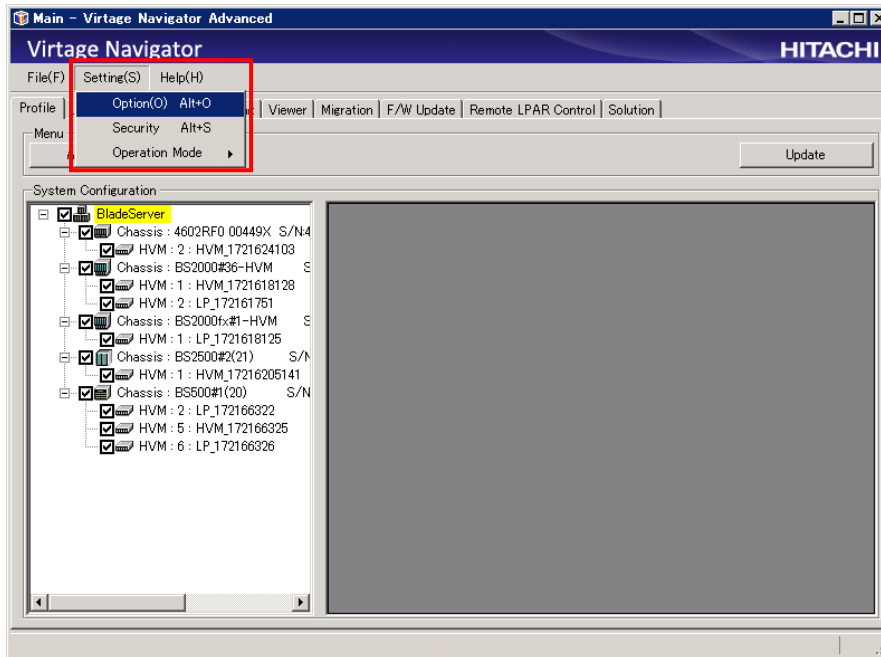 Main - Virtage Navigator Advanced
Virtage Navigator
HITACHI
File(F) Setting(S) Help(H)
Option(O) Alt+O
Security Alt+S
Operation Mode
Profile Viewer Migration F/W Update Remote LPAR Control Solution
Menu
Update
System Configuration
BladeServer
Chassis : 4602RF0 00449X S/N:4
HVM : 2 : HVM_1721624103
Chassis : BS2000#36-HVM S
HVM : 1 : HVM_1721618128
HVM : 2 : LP_172161751
Chassis : BS2000fx#1-HVM S
HVM : 1 : LP_1721618125
Chassis : BS2500#2(21) S/N
HVM : 1 : HVM_17216205141
Chassis : BS500#1(20) S/N
HVM : 2 : LP_172166322
HVM : 5 : HVM_172166325
HVM : 6 : LP_172166326